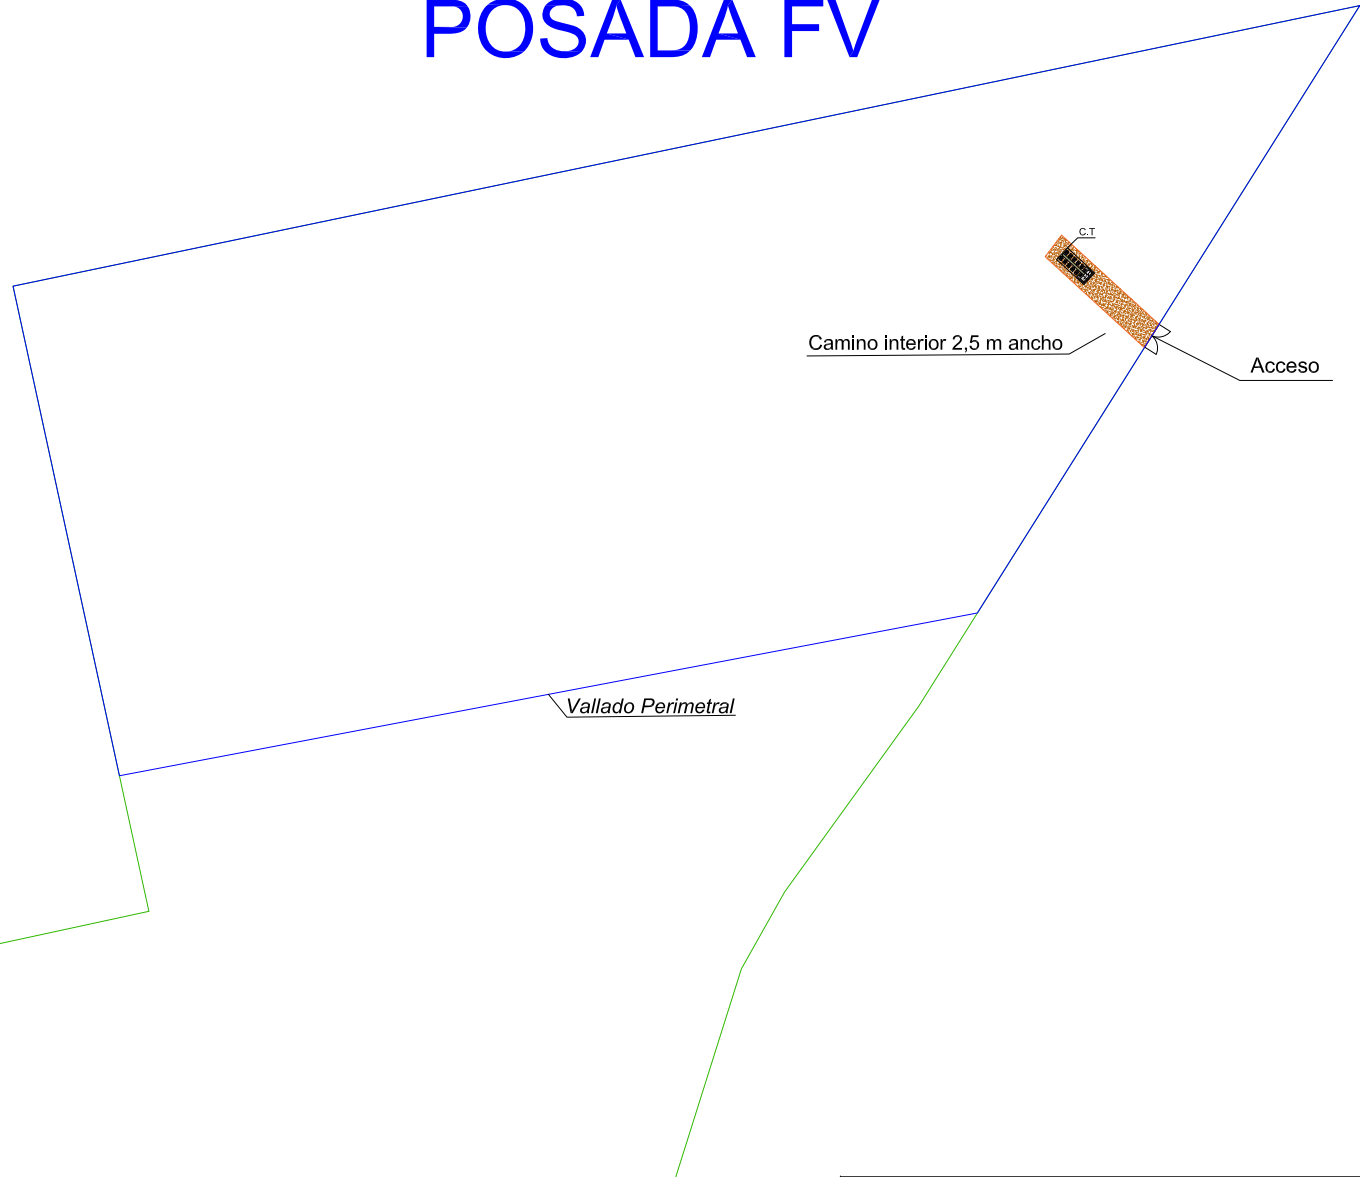 POSADA FV
C.T
Camino interior 2,5 m ancho
Acceso
Vallado Perimetral